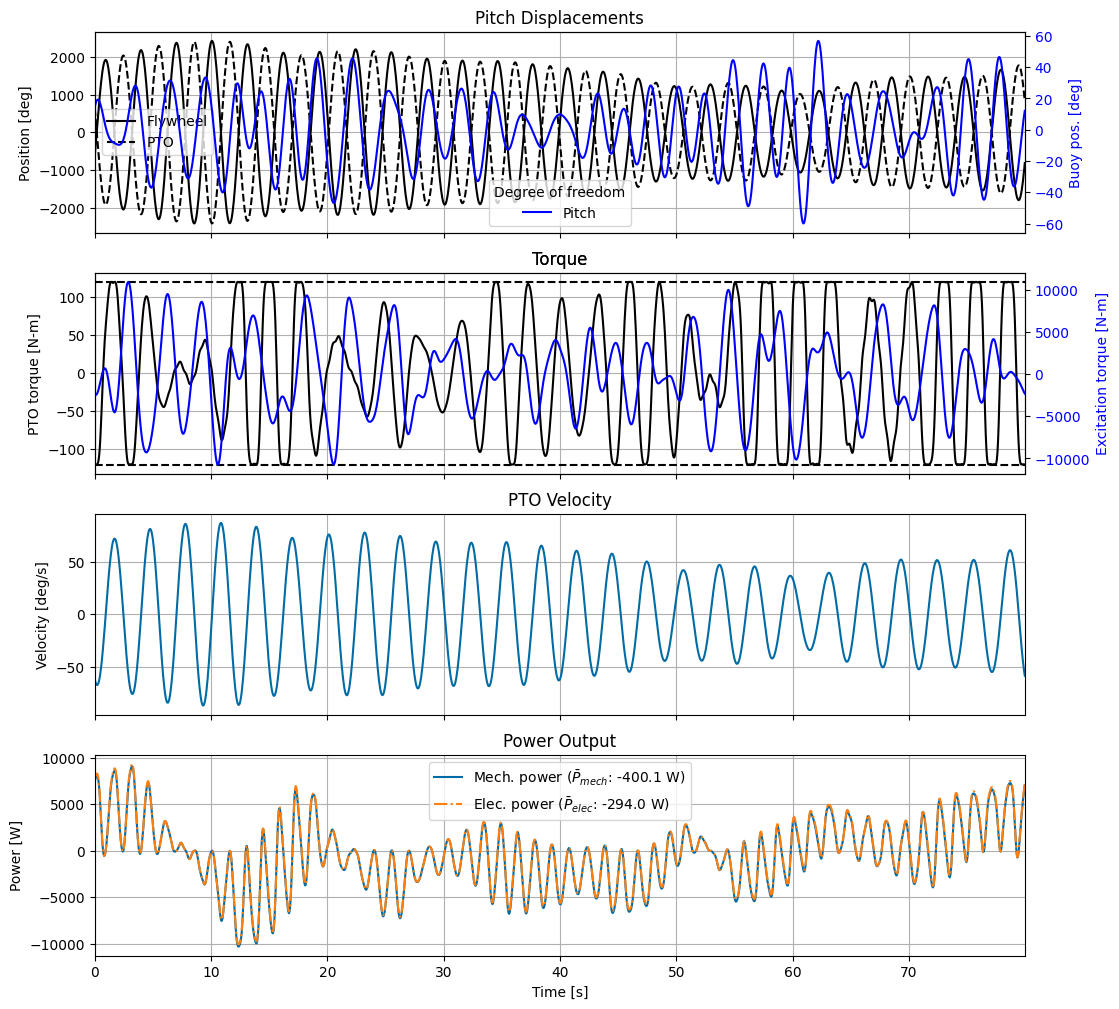 Pitch Displacements
Position [deg]
2000
1000
0
−1000
−2000
Flywheel
PTO
Degree of freedom
Pitch
60
40
20
0
−20
−40
−60
Buoy pos. [deg]
Torque
PTO torque [N-m]
100
50
0
−50
−100
10000
5000
0
−5000
−10000
Excitation torque [N-m]
PTO Velocity
Velocity [deg/s]
50
0
−50
Power Output
Power [W]
10000
5000
0
−5000
−10000
Mech. power (P̄mech: -400.1 W)
Elec. power (P̄elec: -294.0 W)
0 10 20 30 40 50 60 70
Time [s]